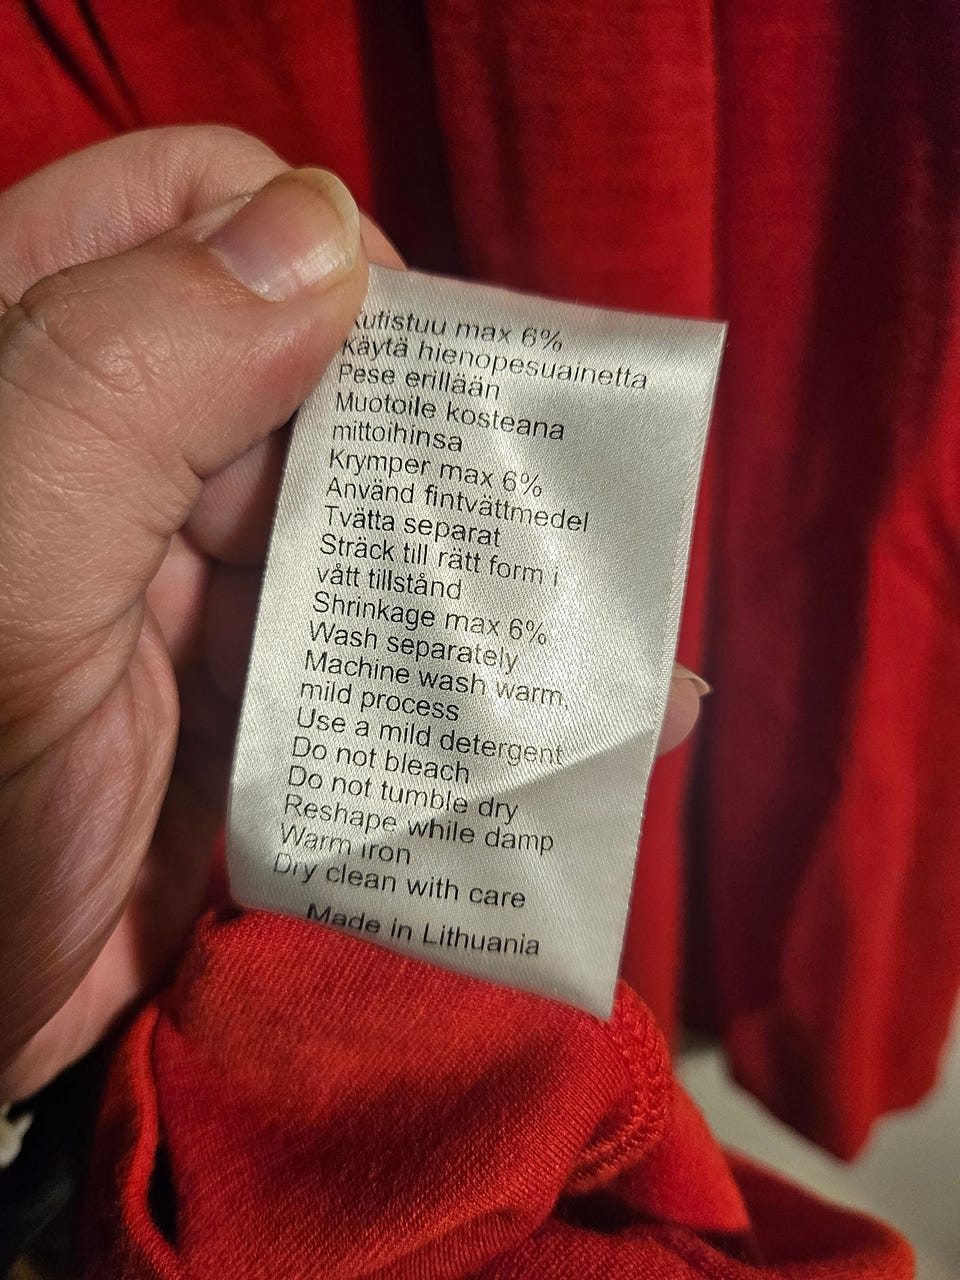 Kutistuu max 6%
Käytä hienopesuainetta
Pese erillään
Muotoile kosteana
mittoihinsa
Krymper max 6%
Använd fintvättmedel
Tvätta separat
Sträck till rätt form i
vått tillstånd
Shrinkage max 6%
Wash separately
Machine wash warm,
mild process
Use a mild detergent
Do not bleach
Do not tumble dry
Reshape while damp
Warm iron
Dry clean with care
Made in Lithuania